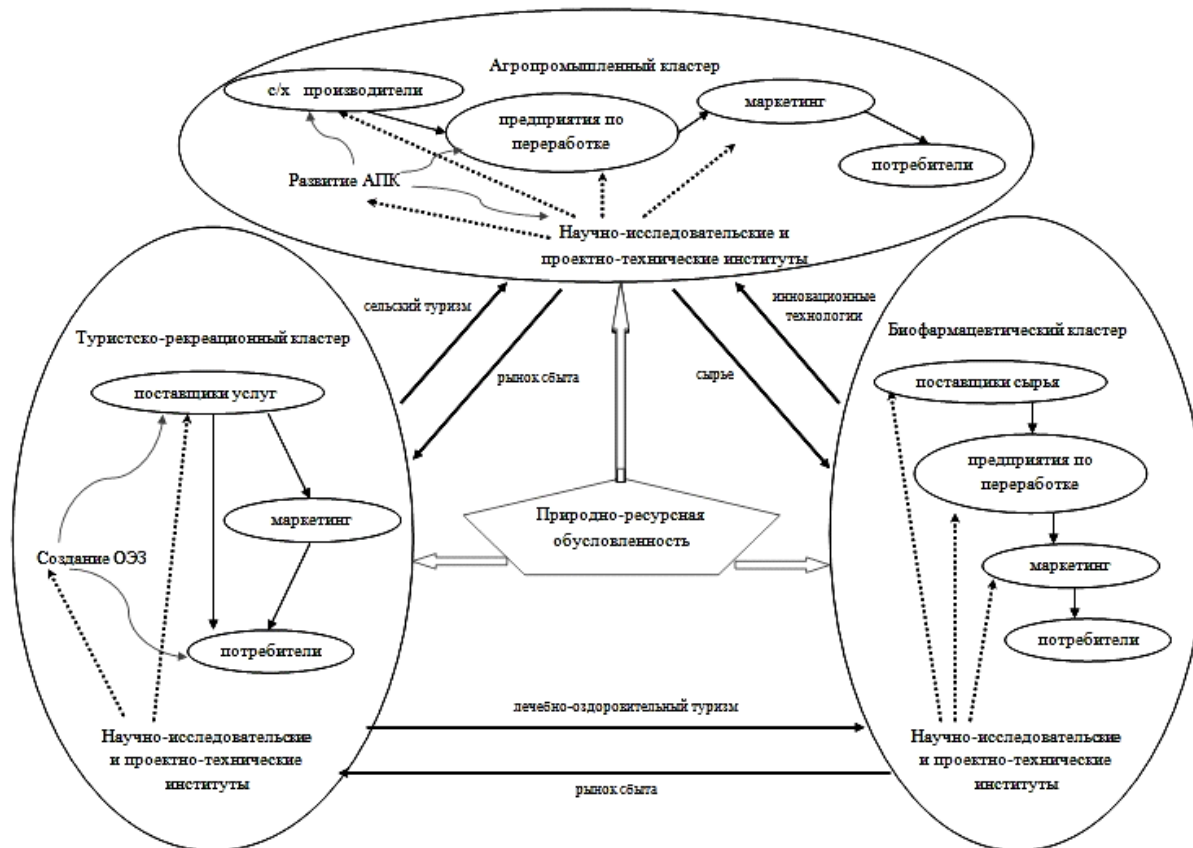 Агропромышленный кластер
с/х производители
маркетинг
предприятия по
переработке
потребители
Развитие АПК
Научно-исследовательские и
проектно-технические институты
сельский туризм
инновационные
технологии
Туристско-рекреационный кластер
Биофармацевтический кластер
рынок сбыта
сырье
поставщики услуг
поставщики сырья
предприятия по
переработке
Природно-ресурсная
обусловленность
маркетинг
Создание ОЭЗ
маркетинг
потребители
потребители
лечебно-оздоровительный туризм
Научно-исследовательские
и проектно-технические
институты
Научно-исследовательские
и проектно-технические
институты
рынок сбыта